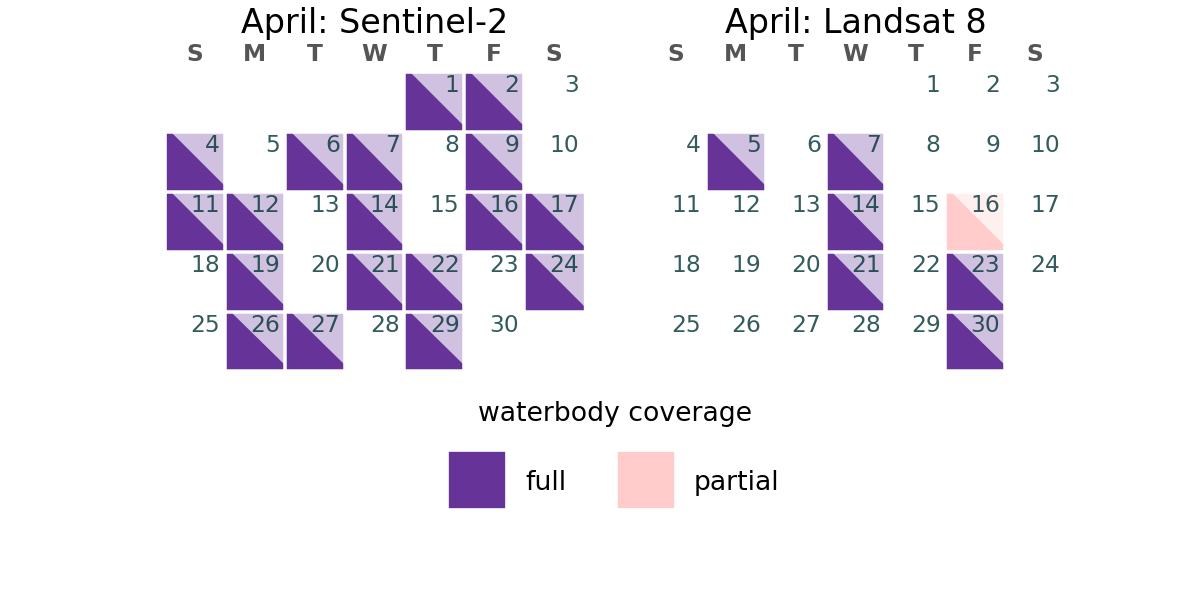 April: Sentinel-2
S M T W T F S
1 2 3
4 5 6 7 8 9 10
11 12 13 14 15 16 17
18 19 20 21 22 23 24
25 26 27 28 29 30
April: Landsat 8
S M T W T F S
1 2 3
4 5 6 7 8 9 10
11 12 13 14 15 16 17
18 19 20 21 22 23 24
25 26 27 28 29 30
waterbody coverage
full partial